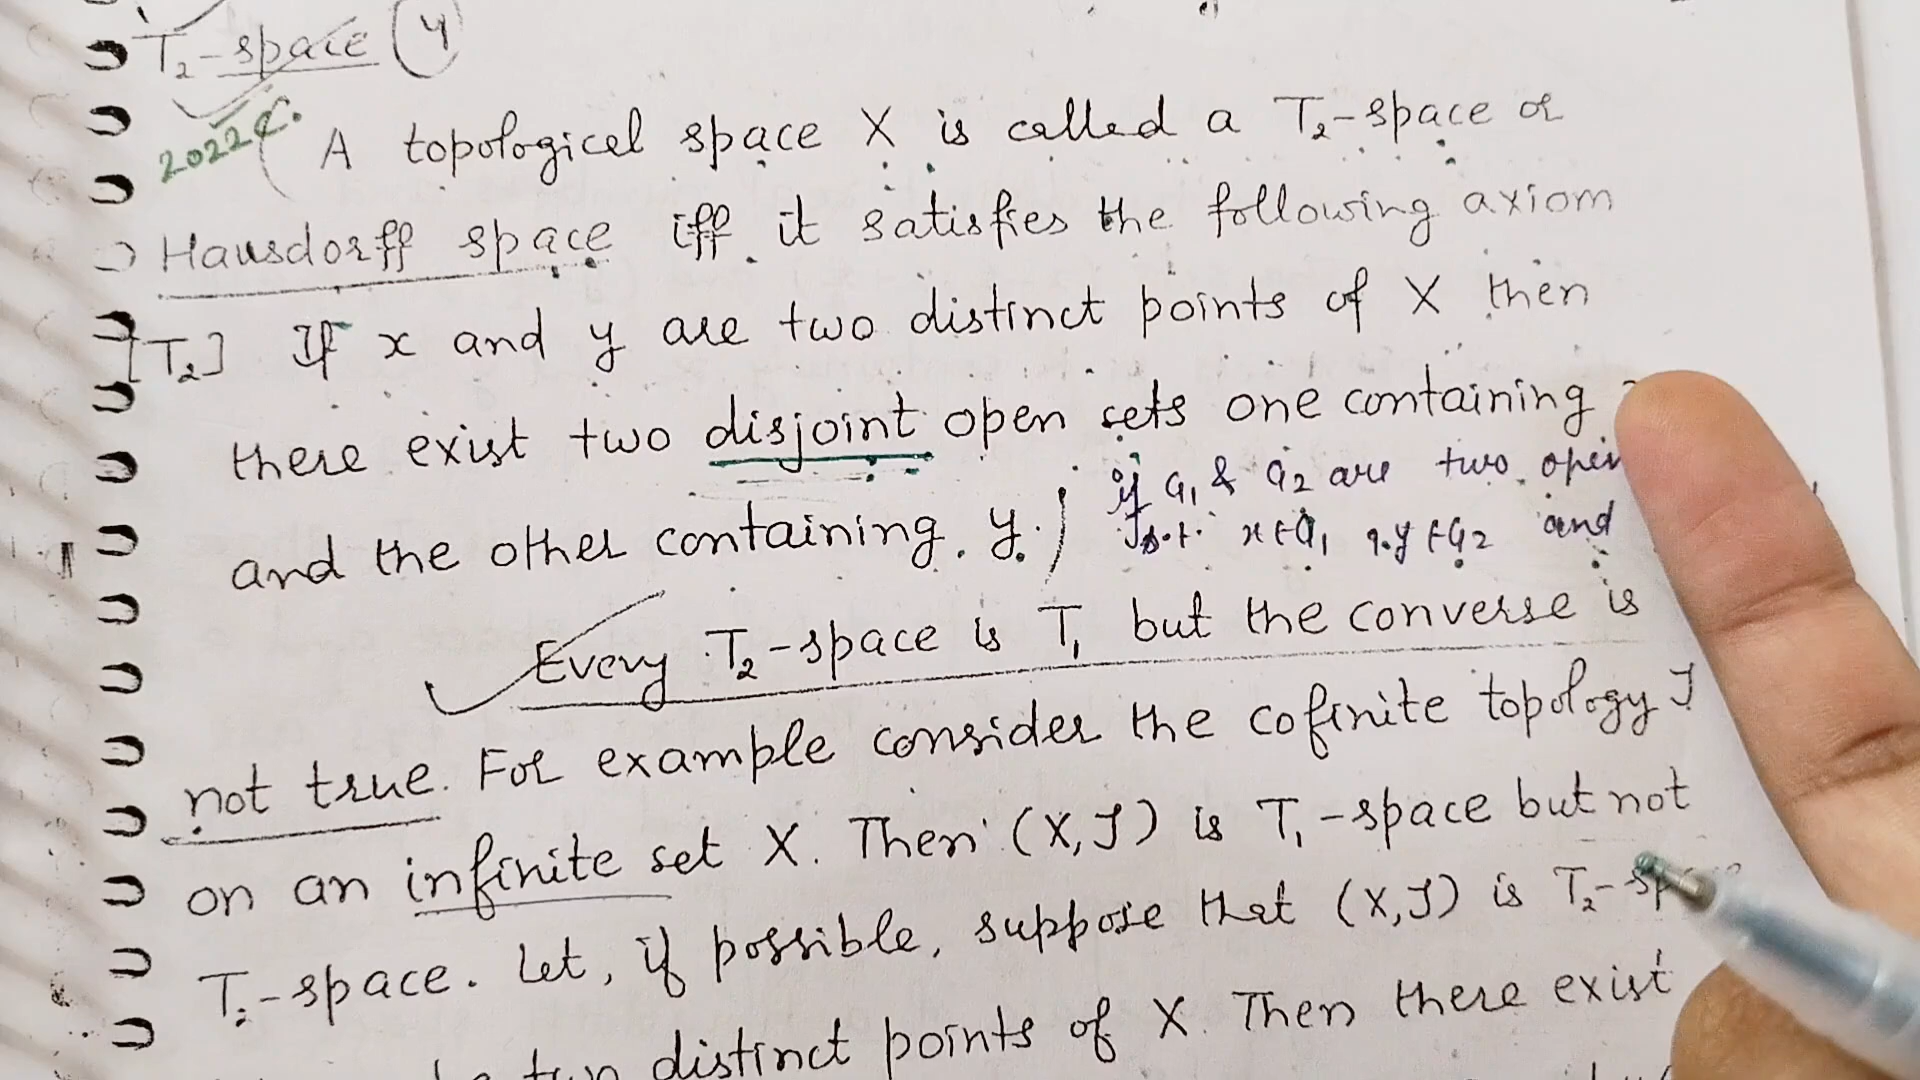 T₂-space (4)
2022C.
A topological space X is called a T₂-space or
Hausdorff space iff it satisfies the following axiom
[T₂] If x and y are two distinct points of X then
there exist two disjoint open sets one containing
and the other containing y.
if G₁ & G₂ are two open
s.t. x∈G₁ y∈G₂ and
Every T₂-space is T₁ but the converse is
not true. For example consider the cofinite topology J
on an infinite set X. Then (X,J) is T₁-space but not
T₂-space. Let, if possible, suppose that (X,J) is T₂-space
two distinct points of X. Then there exist